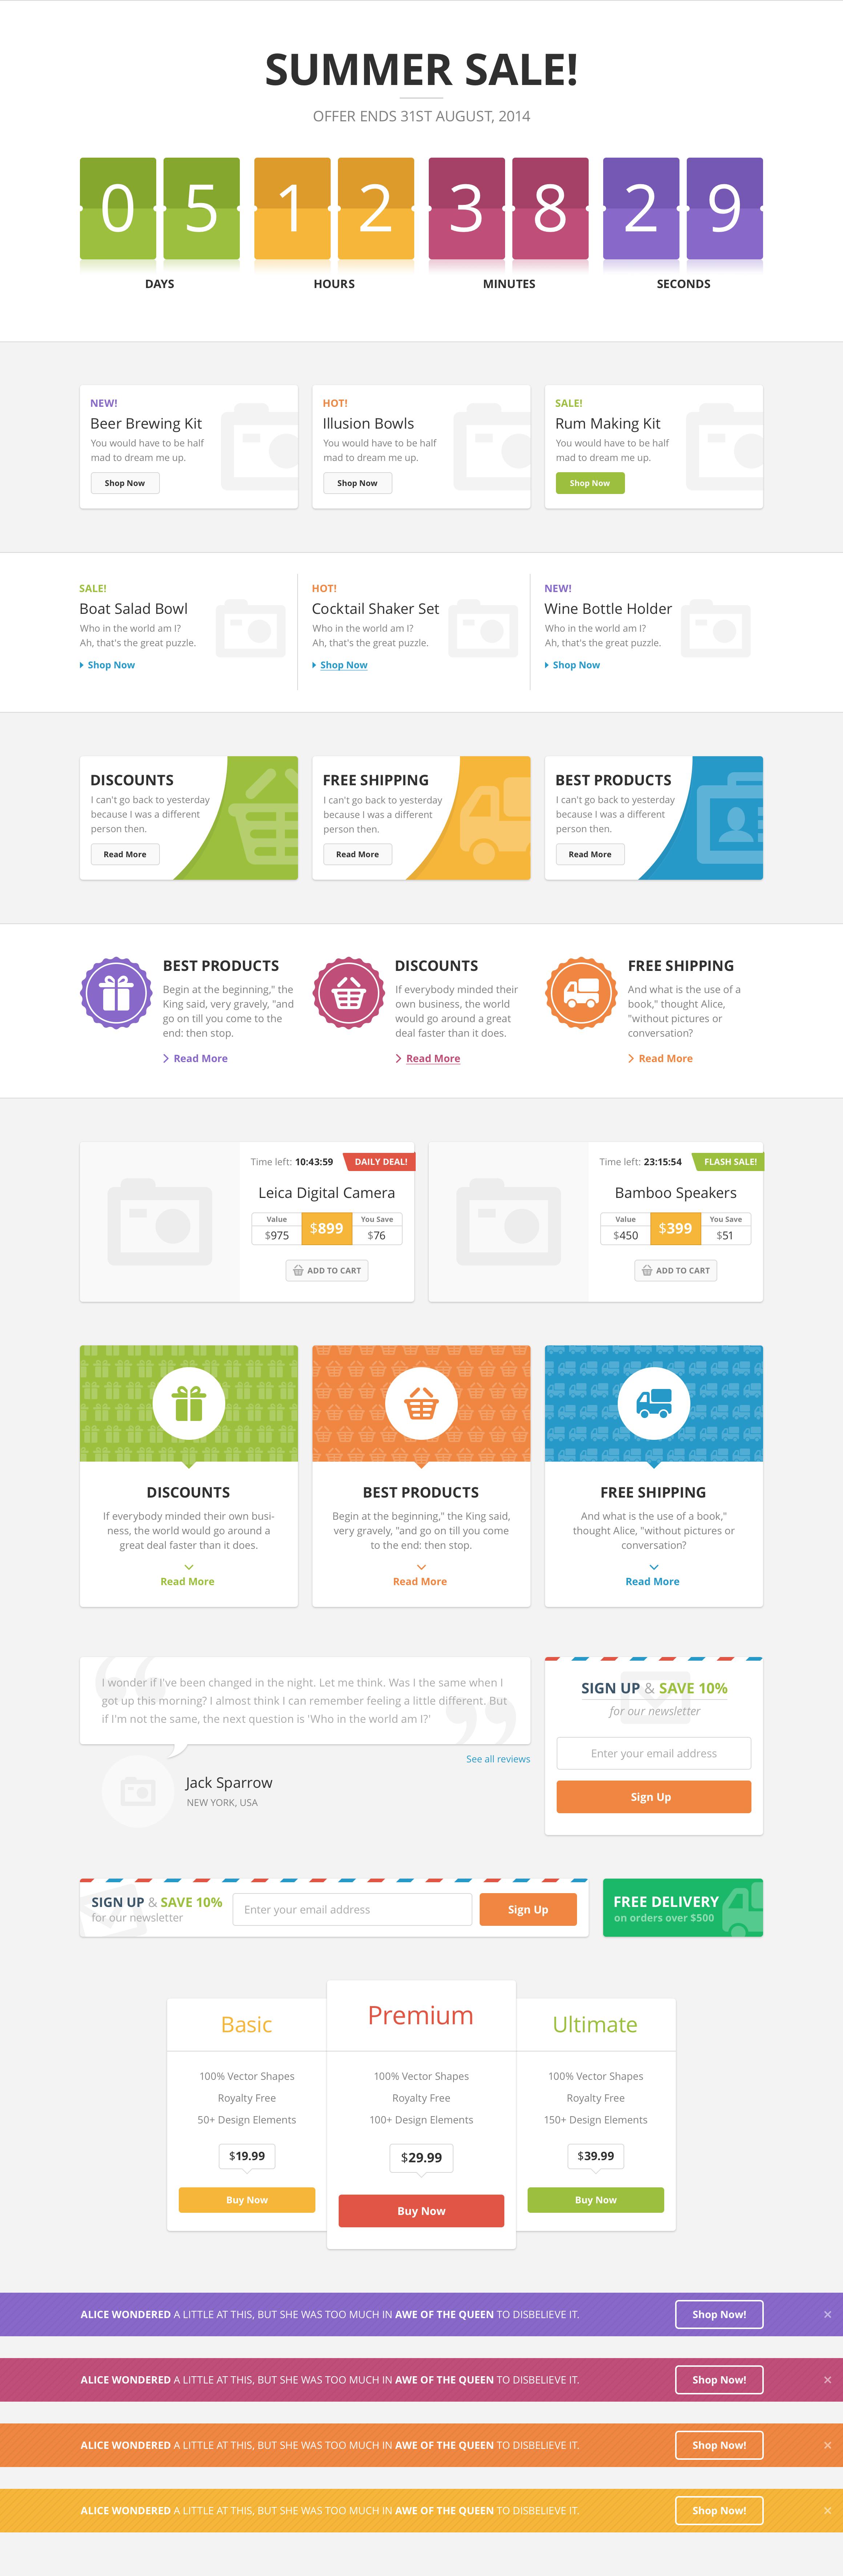 SUMMER SALE!
OFFER ENDS 31ST AUGUST, 2014
0 5 1 2 3 8 2 9
DAYS HOURS MINUTES SECONDS
NEW!
Beer Brewing Kit
You would have to be half
mad to dream me up.
Shop Now
HOT!
Illusion Bowls
You would have to be half
mad to dream me up.
Shop Now
SALE!
Rum Making Kit
You would have to be half
mad to dream me up.
Shop Now
SALE!
Boat Salad Bowl
Who in the world am I?
Ah, that's the great puzzle.
Shop Now
HOT!
Cocktail Shaker Set
Who in the world am I?
Ah, that's the great puzzle.
Shop Now
NEW!
Wine Bottle Holder
Who in the world am I?
Ah, that's the great puzzle.
Shop Now
DISCOUNTS
I can't go back to yesterday
because I was a different
person then.
Read More
FREE SHIPPING
I can't go back to yesterday
because I was a different
person then.
Read More
BEST PRODUCTS
I can't go back to yesterday
because I was a different
person then.
Read More
BEST PRODUCTS
Begin at the beginning," the
King said, very gravely, "and
go on till you come to the
end: then stop.
Read More
DISCOUNTS
If everybody minded their
own business, the world
would go around a great
deal faster than it does.
Read More
FREE SHIPPING
And what is the use of a
book," thought Alice,
"without pictures or
conversation?
Read More
Time left: 10:43:59 DAILY DEAL!
Leica Digital Camera
Value $899 You Save
$975 $76
ADD TO CART
Time left: 23:15:54 FLASH SALE!
Bamboo Speakers
Value $399 You Save
$450 $51
ADD TO CART
DISCOUNTS
If everybody minded their own busi-
ness, the world would go around a
great deal faster than it does.
Read More
BEST PRODUCTS
Begin at the beginning," the King said,
very gravely, "and go on till you come
to the end: then stop.
Read More
FREE SHIPPING
And what is the use of a book,"
thought Alice, "without pictures or
conversation?
Read More
I wonder if I've been changed in the night. Let me think. Was I the same when I
got up this morning? I almost think I can remember feeling a little different. But
if I'm not the same, the next question is 'Who in the world am I?'
See all reviews
Jack Sparrow
NEW YORK, USA
SIGN UP & SAVE 10%
for our newsletter
Enter your email address
Sign Up
SIGN UP & SAVE 10%
for our newsletter
Enter your email address
Sign Up
FREE DELIVERY
on orders over $500
Basic
100% Vector Shapes
Royalty Free
50+ Design Elements
$19.99
Buy Now
Premium
100% Vector Shapes
Royalty Free
100+ Design Elements
$29.99
Buy Now
Ultimate
100% Vector Shapes
Royalty Free
150+ Design Elements
$39.99
Buy Now
ALICE WONDERED A LITTLE AT THIS, BUT SHE WAS TOO MUCH IN AWE OF THE QUEEN TO DISBELIEVE IT. Shop Now! ×
ALICE WONDERED A LITTLE AT THIS, BUT SHE WAS TOO MUCH IN AWE OF THE QUEEN TO DISBELIEVE IT. Shop Now! ×
ALICE WONDERED A LITTLE AT THIS, BUT SHE WAS TOO MUCH IN AWE OF THE QUEEN TO DISBELIEVE IT. Shop Now! ×
ALICE WONDERED A LITTLE AT THIS, BUT SHE WAS TOO MUCH IN AWE OF THE QUEEN TO DISBELIEVE IT. Shop Now! ×